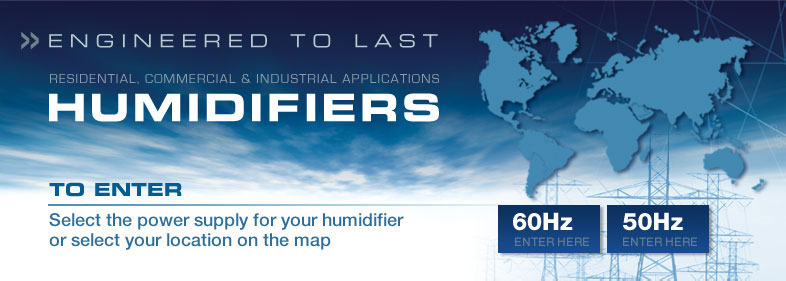 >> ENGINEERED TO LAST
RESIDENTIAL, COMMERCIAL & INDUSTRIAL APPLICATIONS
HUMIDIFIERS
TO ENTER
Select the power supply for your humidifier
or select your location on the map
60Hz
ENTER HERE
50Hz
ENTER HERE